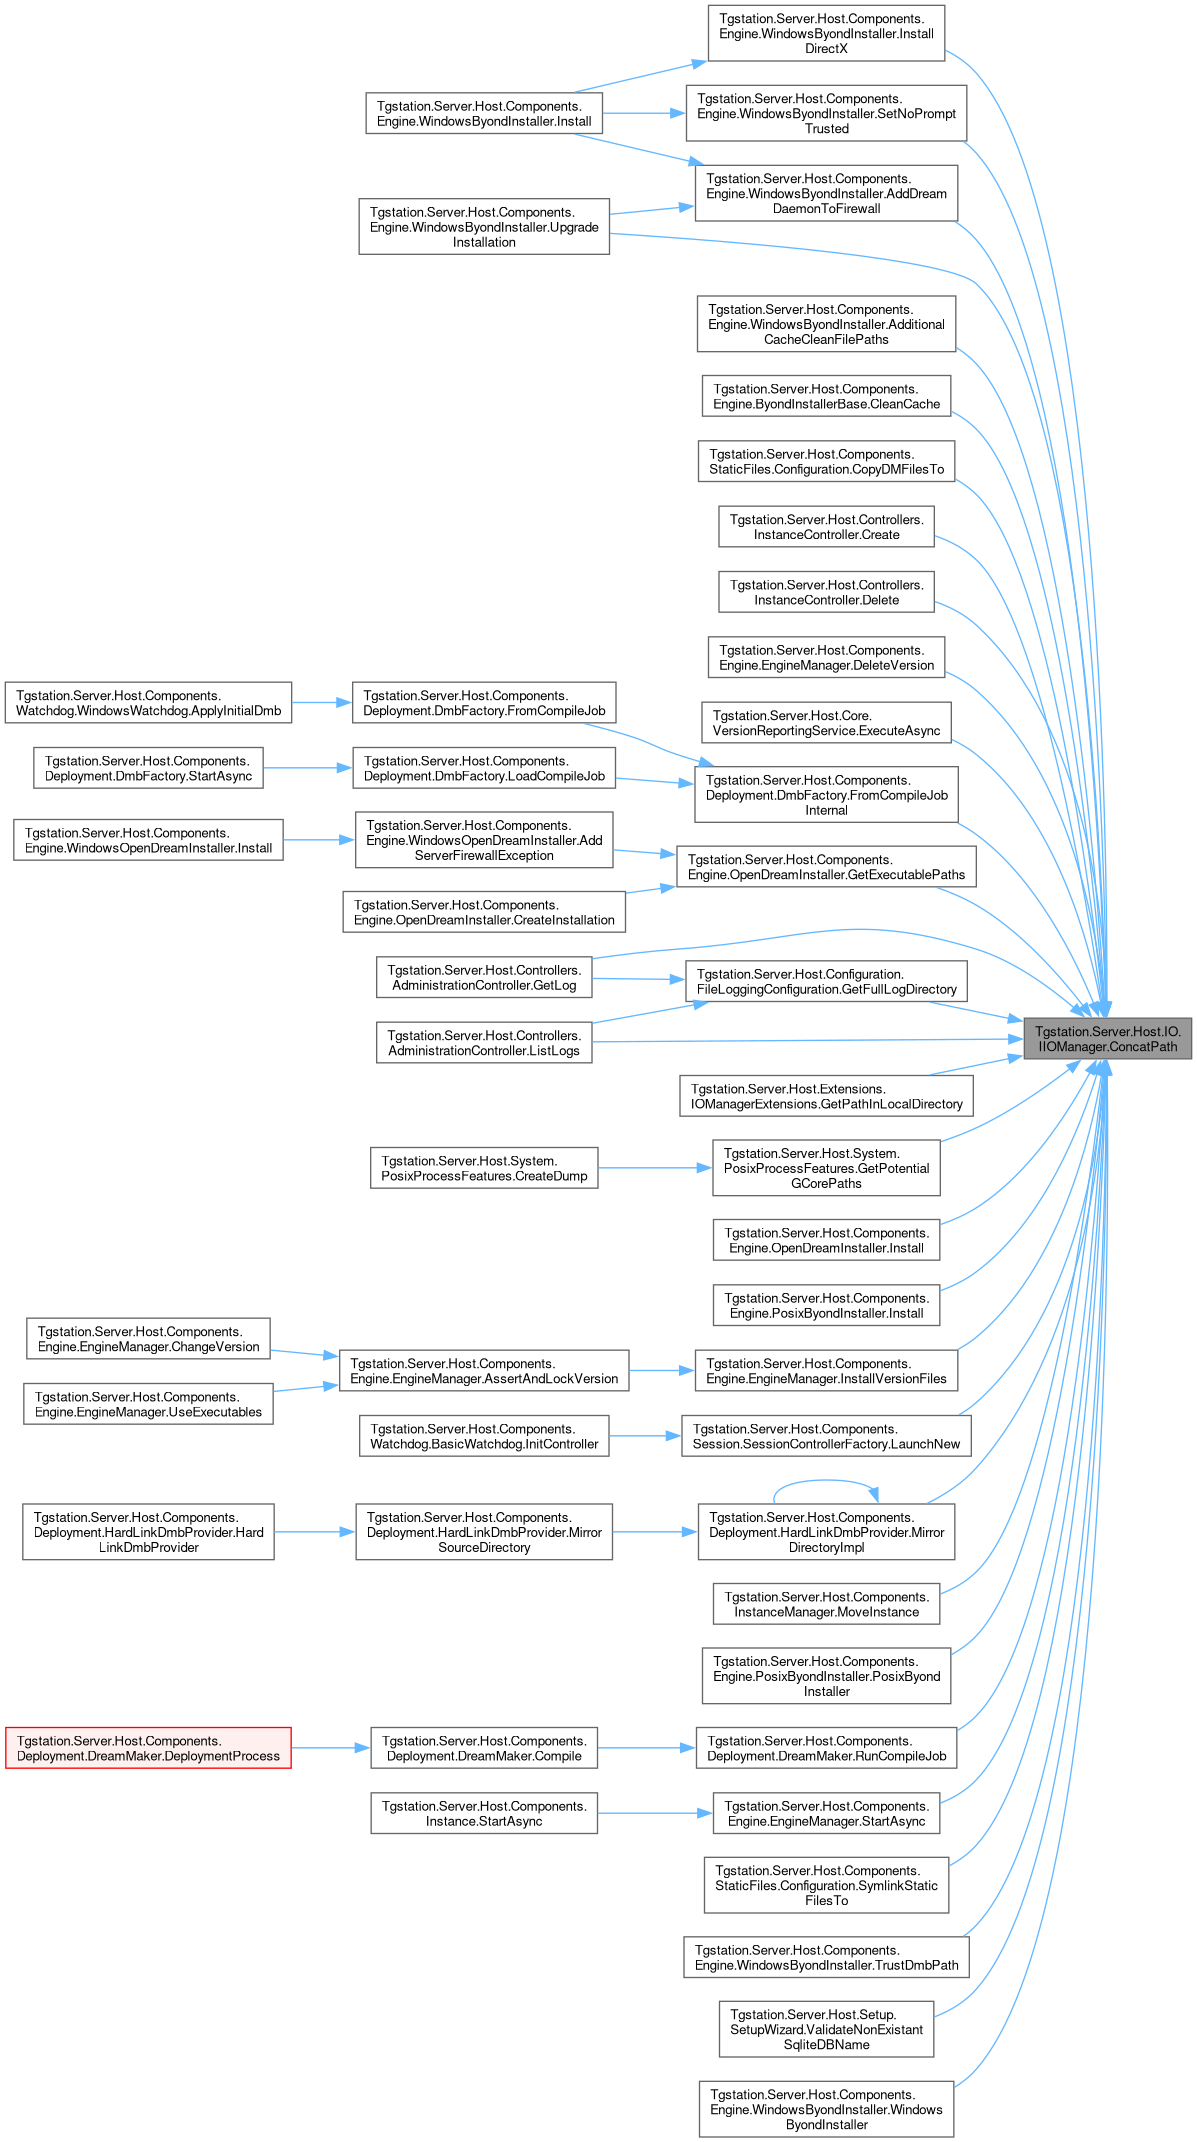 Tgstation.Server.Host.Components.
Engine.WindowsByondInstaller.Install
DirectX
Tgstation.Server.Host.Components.
Engine.WindowsByondInstaller.Install
Tgstation.Server.Host.Components.
Engine.WindowsByondInstaller.SetNoPrompt
Trusted
Tgstation.Server.Host.Components.
Engine.WindowsByondInstaller.AddDream
DaemonToFirewall
Tgstation.Server.Host.Components.
Engine.WindowsByondInstaller.Upgrade
Installation
Tgstation.Server.Host.Components.
Engine.WindowsByondInstaller.Additional
CacheCleanFilePaths
Tgstation.Server.Host.Components.
Engine.ByondInstallerBase.CleanCache
Tgstation.Server.Host.Components.
StaticFiles.Configuration.CopyDMFilesTo
Tgstation.Server.Host.Controllers.
InstanceController.Create
Tgstation.Server.Host.Controllers.
InstanceController.Delete
Tgstation.Server.Host.Components.
Engine.EngineManager.DeleteVersion
Tgstation.Server.Host.Components.
Watchdog.WindowsWatchdog.ApplyInitialDmb
Tgstation.Server.Host.Components.
Deployment.DmbFactory.FromCompileJob
Tgstation.Server.Host.Core.
VersionReportingService.ExecuteAsync
Tgstation.Server.Host.Components.
Deployment.DmbFactory.StartAsync
Tgstation.Server.Host.Components.
Deployment.DmbFactory.LoadCompileJob
Tgstation.Server.Host.Components.
Deployment.DmbFactory.FromCompileJob
Internal
Tgstation.Server.Host.Components.
Engine.WindowsOpenDreamInstaller.Install
Tgstation.Server.Host.Components.
Engine.WindowsOpenDreamInstaller.Add
ServerFirewallException
Tgstation.Server.Host.Components.
Engine.OpenDreamInstaller.GetExecutablePaths
Tgstation.Server.Host.Components.
Engine.OpenDreamInstaller.CreateInstallation
Tgstation.Server.Host.Controllers.
AdministrationController.GetLog
Tgstation.Server.Host.Configuration.
FileLoggingConfiguration.GetFullLogDirectory
Tgstation.Server.Host.IO.
IIOManager.ConcatPath
Tgstation.Server.Host.Controllers.
AdministrationController.ListLogs
Tgstation.Server.Host.Extensions.
IOManagerExtensions.GetPathInLocalDirectory
Tgstation.Server.Host.System.
PosixProcessFeatures.CreateDump
Tgstation.Server.Host.System.
PosixProcessFeatures.GetPotential
GCorePaths
Tgstation.Server.Host.Components.
Engine.OpenDreamInstaller.Install
Tgstation.Server.Host.Components.
Engine.PosixByondInstaller.Install
Tgstation.Server.Host.Components.
Engine.EngineManager.ChangeVersion
Tgstation.Server.Host.Components.
Engine.EngineManager.AssertAndLockVersion
Tgstation.Server.Host.Components.
Engine.EngineManager.InstallVersionFiles
Tgstation.Server.Host.Components.
Engine.EngineManager.UseExecutables
Tgstation.Server.Host.Components.
Watchdog.BasicWatchdog.InitController
Tgstation.Server.Host.Components.
Session.SessionControllerFactory.LaunchNew
Tgstation.Server.Host.Components.
Deployment.HardLinkDmbProvider.Hard
LinkDmbProvider
Tgstation.Server.Host.Components.
Deployment.HardLinkDmbProvider.Mirror
SourceDirectory
Tgstation.Server.Host.Components.
Deployment.HardLinkDmbProvider.Mirror
DirectoryImpl
Tgstation.Server.Host.Components.
InstanceManager.MoveInstance
Tgstation.Server.Host.Components.
Engine.PosixByondInstaller.PosixByond
Installer
Tgstation.Server.Host.Components.
Deployment.DreamMaker.DeploymentProcess
Tgstation.Server.Host.Components.
Deployment.DreamMaker.Compile
Tgstation.Server.Host.Components.
Deployment.DreamMaker.RunCompileJob
Tgstation.Server.Host.Components.
Instance.StartAsync
Tgstation.Server.Host.Components.
Engine.EngineManager.StartAsync
Tgstation.Server.Host.Components.
StaticFiles.Configuration.SymlinkStatic
FilesTo
Tgstation.Server.Host.Components.
Engine.WindowsByondInstaller.TrustDmbPath
Tgstation.Server.Host.Setup.
SetupWizard.ValidateNonExistant
SqliteDBName
Tgstation.Server.Host.Components.
Engine.WindowsByondInstaller.Windows
ByondInstaller